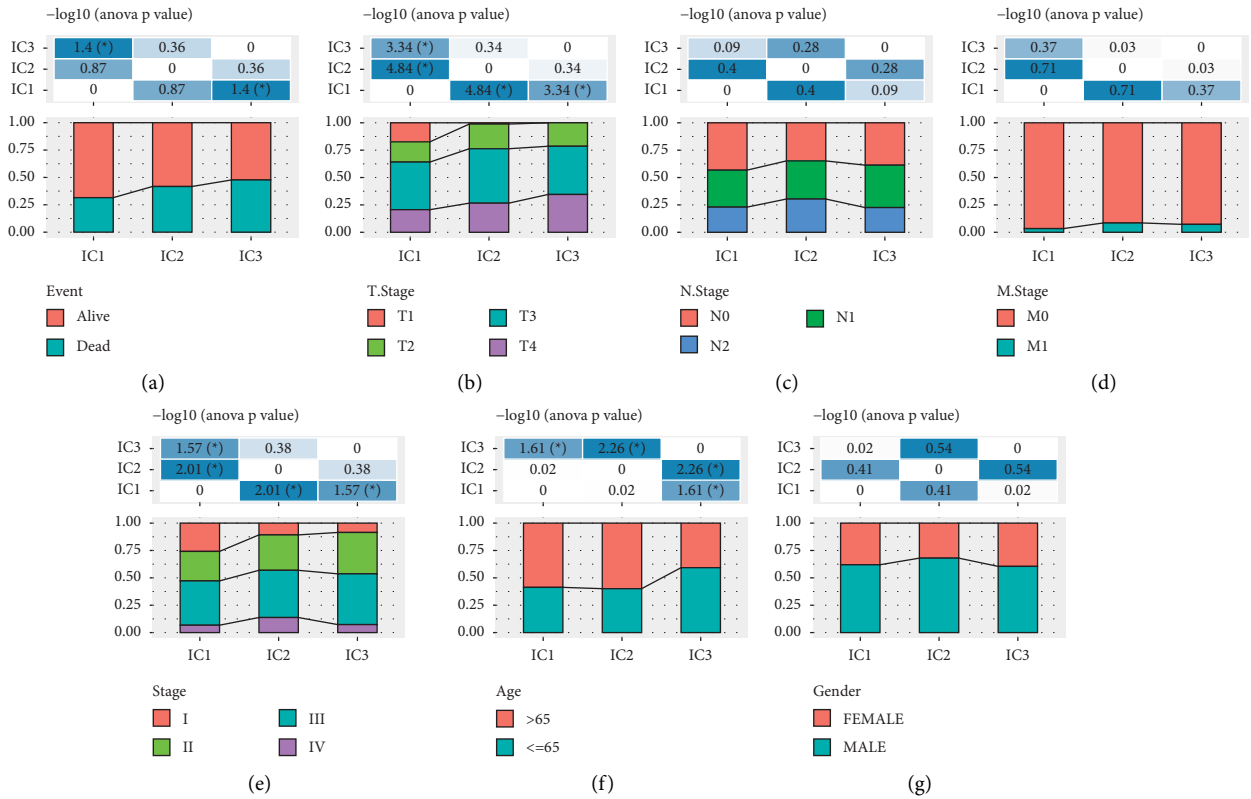 −log10 (anova p value)
IC3 1.4 (*) 0.36 0
IC2 0.87 0 0.36
IC1 0 0.87 1.4 (*)
1.00
0.75
0.50
0.25
0.00
IC1 IC2 IC3
Event
Alive
Dead
(a)
−log10 (anova p value)
IC3 3.34 (*) 0.34 0
IC2 4.84 (*) 0 0.34
IC1 0 4.84 (*) 3.34 (*)
1.00
0.75
0.50
0.25
0.00
IC1 IC2 IC3
T.Stage
T1 T3
T2 T4
(b)
−log10 (anova p value)
IC3 0.09 0.28 0
IC2 0.4 0 0.28
IC1 0 0.4 0.09
1.00
0.75
0.50
0.25
0.00
IC1 IC2 IC3
N.Stage
N0 N1
N2
(c)
−log10 (anova p value)
IC3 0.37 0.03 0
IC2 0.71 0 0.03
IC1 0 0.71 0.37
1.00
0.75
0.50
0.25
0.00
IC1 IC2 IC3
M.Stage
M0
M1
(d)
−log10 (anova p value)
IC3 1.57 (*) 0.38 0
IC2 2.01 (*) 0 0.38
IC1 0 2.01 (*) 1.57 (*)
1.00
0.75
0.50
0.25
0.00
IC1 IC2 IC3
Stage
I III
II IV
(e)
−log10 (anova p value)
IC3 1.61 (*) 2.26 (*) 0
IC2 0.02 0 2.26 (*)
IC1 0 0.02 1.61 (*)
1.00
0.75
0.50
0.25
0.00
IC1 IC2 IC3
Age
>65
<=65
(f)
−log10 (anova p value)
IC3 0.02 0.54 0
IC2 0.41 0 0.54
IC1 0 0.41 0.02
1.00
0.75
0.50
0.25
0.00
IC1 IC2 IC3
Gender
FEMALE
MALE
(g)